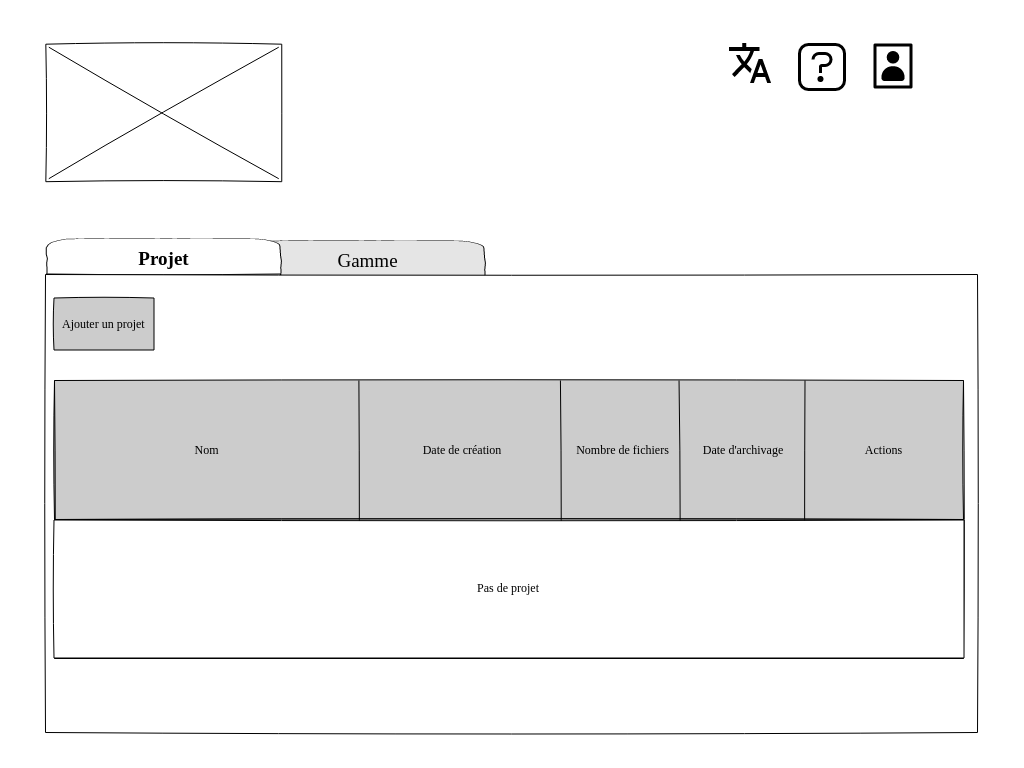 Projet
Gamme
Ajouter un projet
Nom
Date de création
Nombre de fichiers
Date d'archivage
Actions
Pas de projet